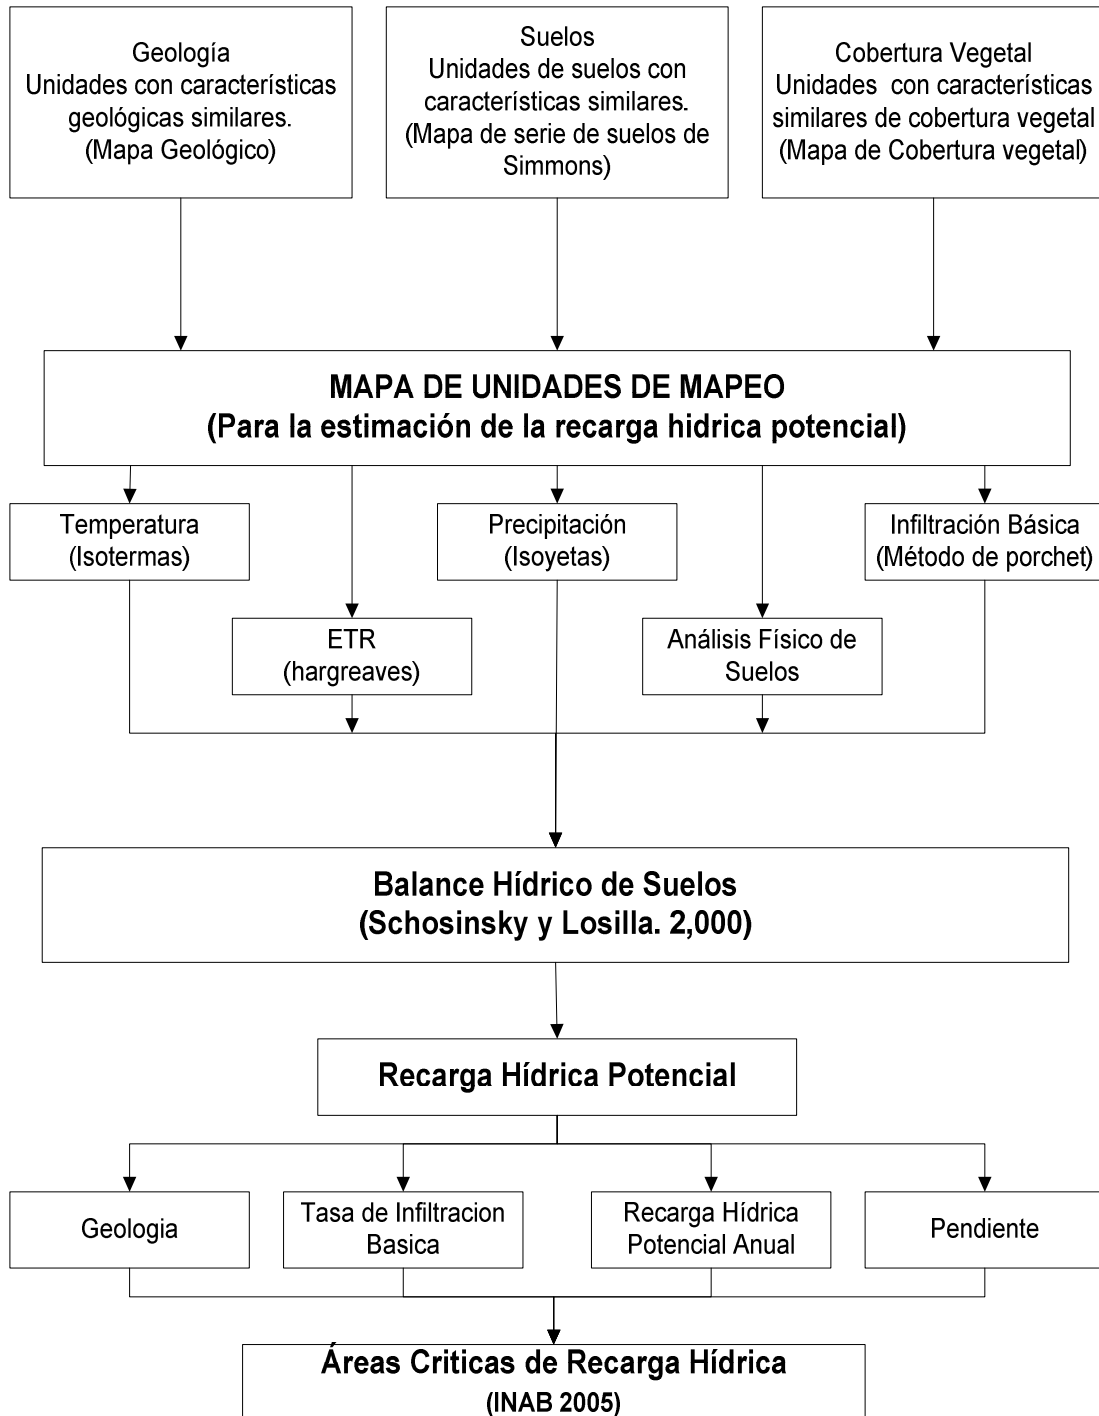 Geología
Unidades con características
geológicas similares.
(Mapa Geológico)
Suelos
Unidades de suelos con
características similares.
(Mapa de serie de suelos de
Simmons)
Cobertura Vegetal
Unidades con características
similares de cobertura vegetal
(Mapa de Cobertura vegetal)
MAPA DE UNIDADES DE MAPEO
(Para la estimación de la recarga hidrica potencial)
Temperatura
(Isotermas)
Precipitación
(Isoyetas)
Infiltración Básica
(Método de porchet)
ETR
(hargreaves)
Análisis Físico de
Suelos
Balance Hídrico de Suelos
(Schosinsky y Losilla. 2,000)
Recarga Hídrica Potencial
Geologia
Tasa de Infiltracion
Basica
Recarga Hídrica
Potencial Anual
Pendiente
Áreas Criticas de Recarga Hídrica
(INAB 2005)